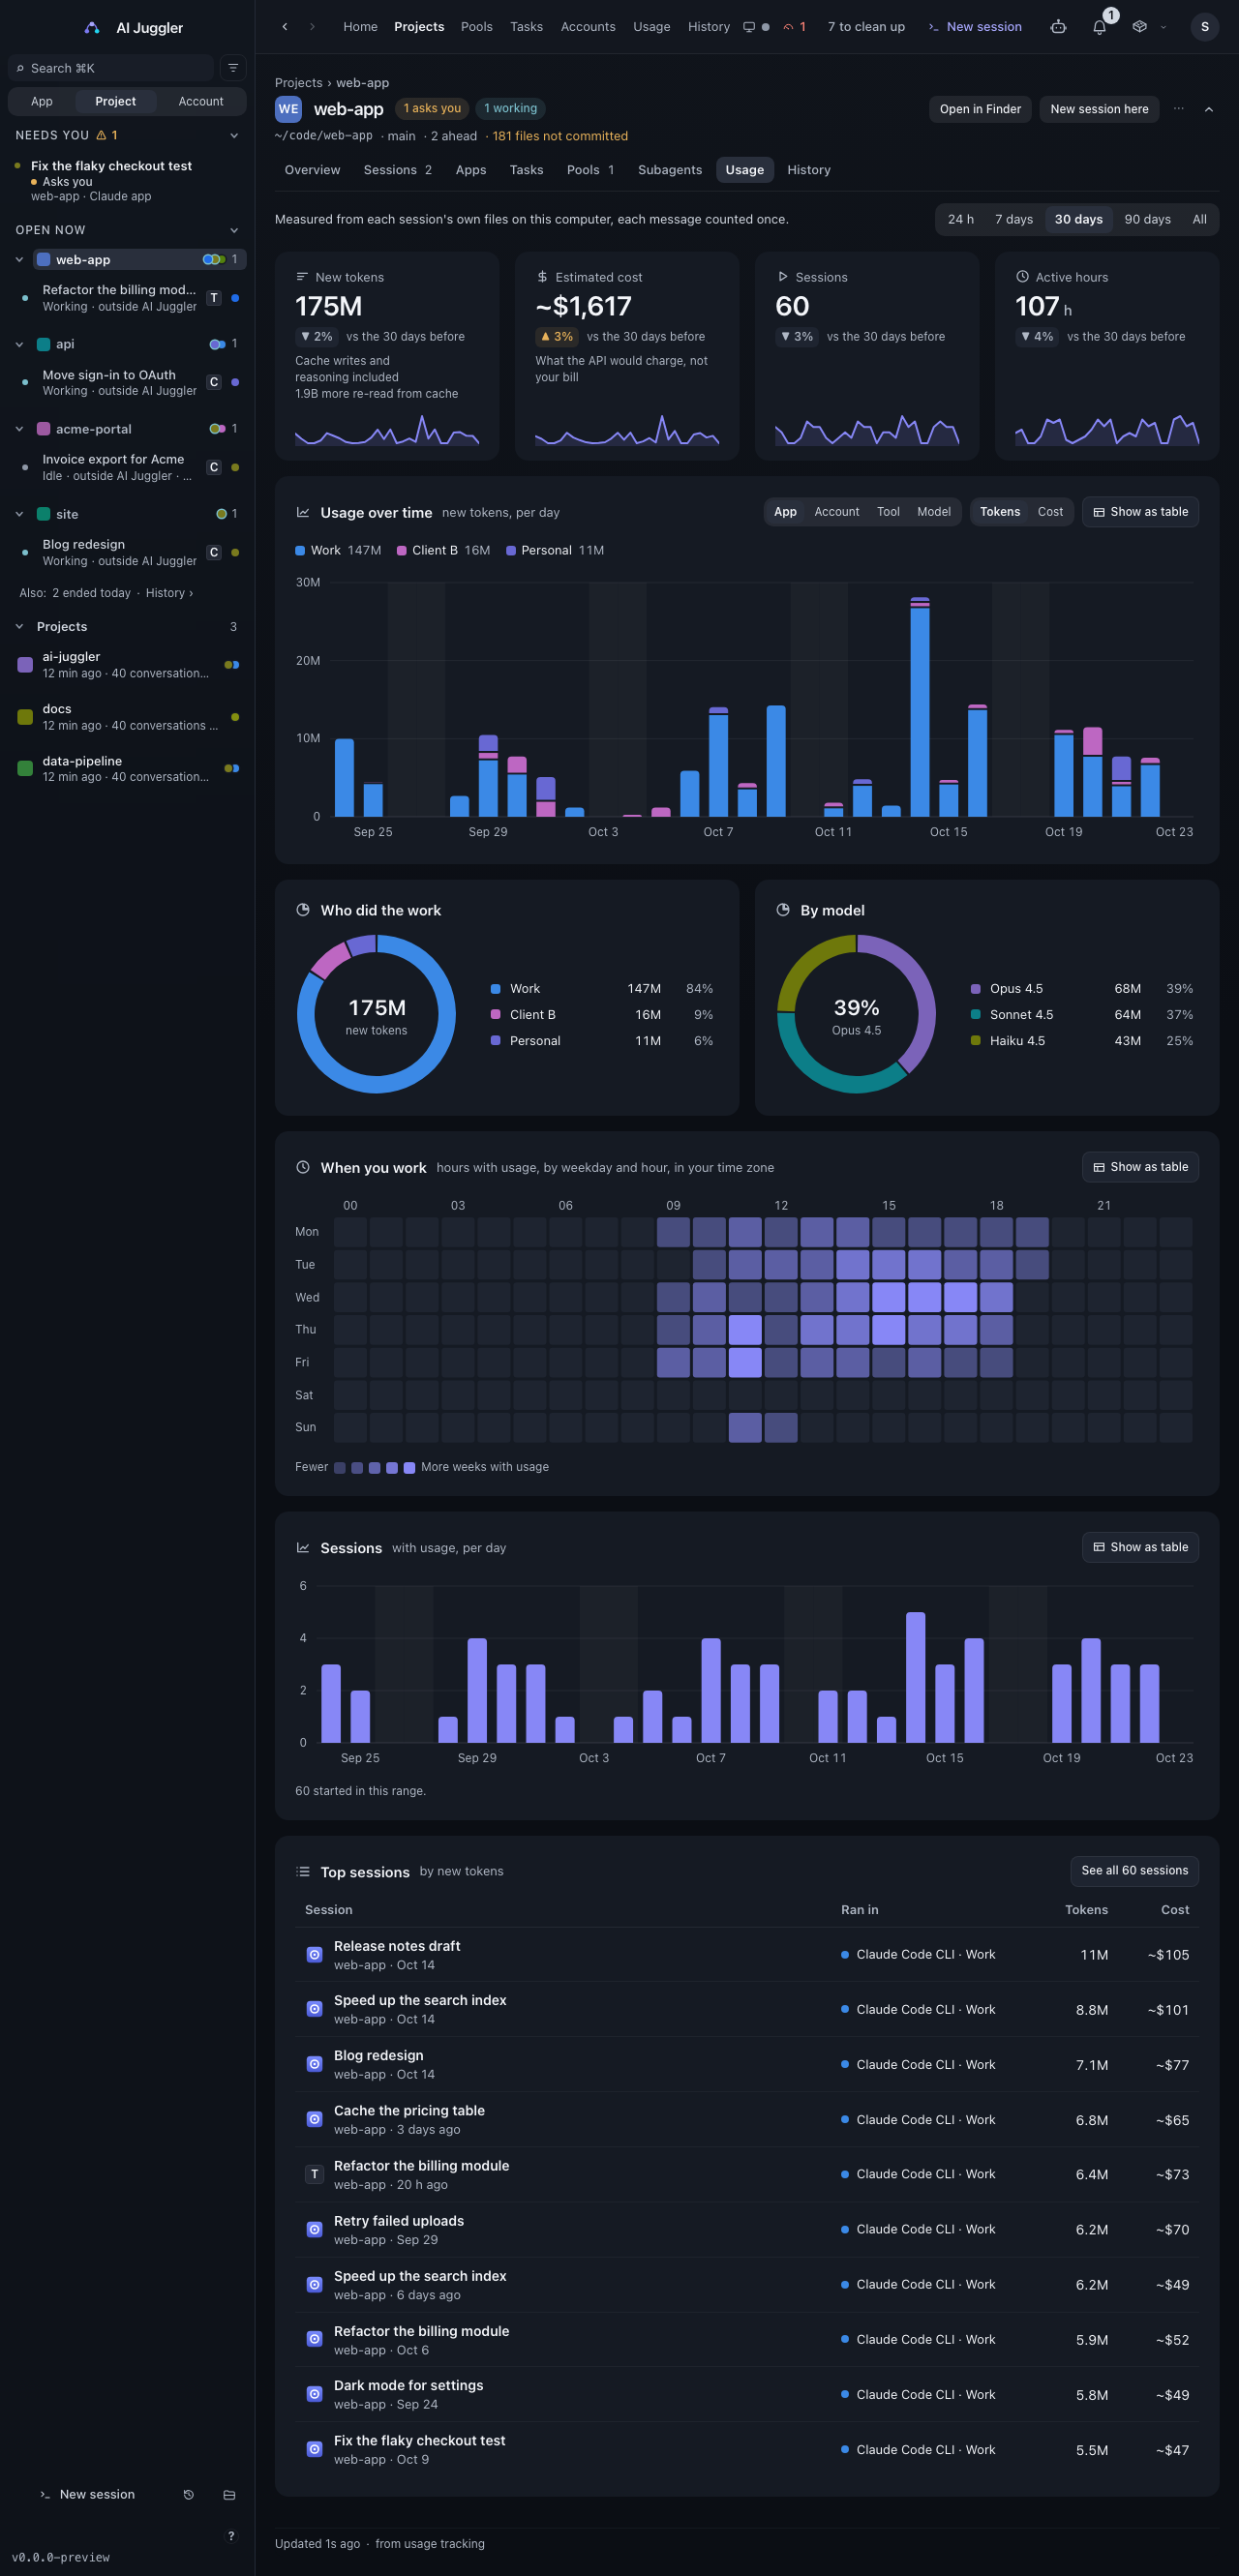 AI Juggler
Search ⌘K
App Project Account
NEEDS YOU 1
Fix the flaky checkout test
Asks you
web-app · Claude app
OPEN NOW
web-app 1
Refactor the billing mod... T
Working · outside AI Juggler
api 1
Move sign-in to OAuth C
Working · outside AI Juggler
acme-portal 1
Invoice export for Acme C
Idle · outside AI Juggler · ...
site 1
Blog redesign C
Working · outside AI Juggler
Also: 2 ended today · History ›
Projects 3
ai-juggler
12 min ago · 40 conversation...
docs
12 min ago · 40 conversations ...
data-pipeline
12 min ago · 40 conversation...
New session
?
v0.0.0-preview
Home Projects Pools Tasks Accounts Usage History 1 7 to clean up New session 1 S
Projects › web-app
WE web-app 1 asks you 1 working Open in Finder New session here ...
~/code/web-app · main · 2 ahead · 181 files not committed
Overview Sessions 2 Apps Tasks Pools 1 Subagents Usage History
Measured from each session's own files on this computer, each message counted once. 24 h 7 days 30 days 90 days All
New tokens
175M
▼ 2% vs the 30 days before
Cache writes and
reasoning included
1.9B more re-read from cache
Estimated cost
~$1,617
▲ 3% vs the 30 days before
What the API would charge, not
your bill
Sessions
60
▼ 3% vs the 30 days before
Active hours
107 h
▼ 4% vs the 30 days before
Usage over time new tokens, per day App Account Tool Model Tokens Cost Show as table
Work 147M Client B 16M Personal 11M
30M
20M
10M
0
Sep 25 Sep 29 Oct 3 Oct 7 Oct 11 Oct 15 Oct 19 Oct 23
Who did the work
175M
new tokens
Work 147M 84%
Client B 16M 9%
Personal 11M 6%
By model
39%
Opus 4.5
Opus 4.5 68M 39%
Sonnet 4.5 64M 37%
Haiku 4.5 43M 25%
When you work hours with usage, by weekday and hour, in your time zone Show as table
00 03 06 09 12 15 18 21
Mon
Tue
Wed
Thu
Fri
Sat
Sun
Fewer More weeks with usage
Sessions with usage, per day Show as table
6
4
2
0
Sep 25 Sep 29 Oct 3 Oct 7 Oct 11 Oct 15 Oct 19 Oct 23
60 started in this range.
Top sessions by new tokens See all 60 sessions
Session Ran in Tokens Cost
Release notes draft
web-app · Oct 14 Claude Code CLI · Work 11M ~$105
Speed up the search index
web-app · Oct 14 Claude Code CLI · Work 8.8M ~$101
Blog redesign
web-app · Oct 14 Claude Code CLI · Work 7.1M ~$77
Cache the pricing table
web-app · 3 days ago Claude Code CLI · Work 6.8M ~$65
T Refactor the billing module
web-app · 20 h ago Claude Code CLI · Work 6.4M ~$73
Retry failed uploads
web-app · Sep 29 Claude Code CLI · Work 6.2M ~$70
Speed up the search index
web-app · 6 days ago Claude Code CLI · Work 6.2M ~$49
Refactor the billing module
web-app · Oct 6 Claude Code CLI · Work 5.9M ~$52
Dark mode for settings
web-app · Sep 24 Claude Code CLI · Work 5.8M ~$49
Fix the flaky checkout test
web-app · Oct 9 Claude Code CLI · Work 5.5M ~$47
Updated 1s ago · from usage tracking